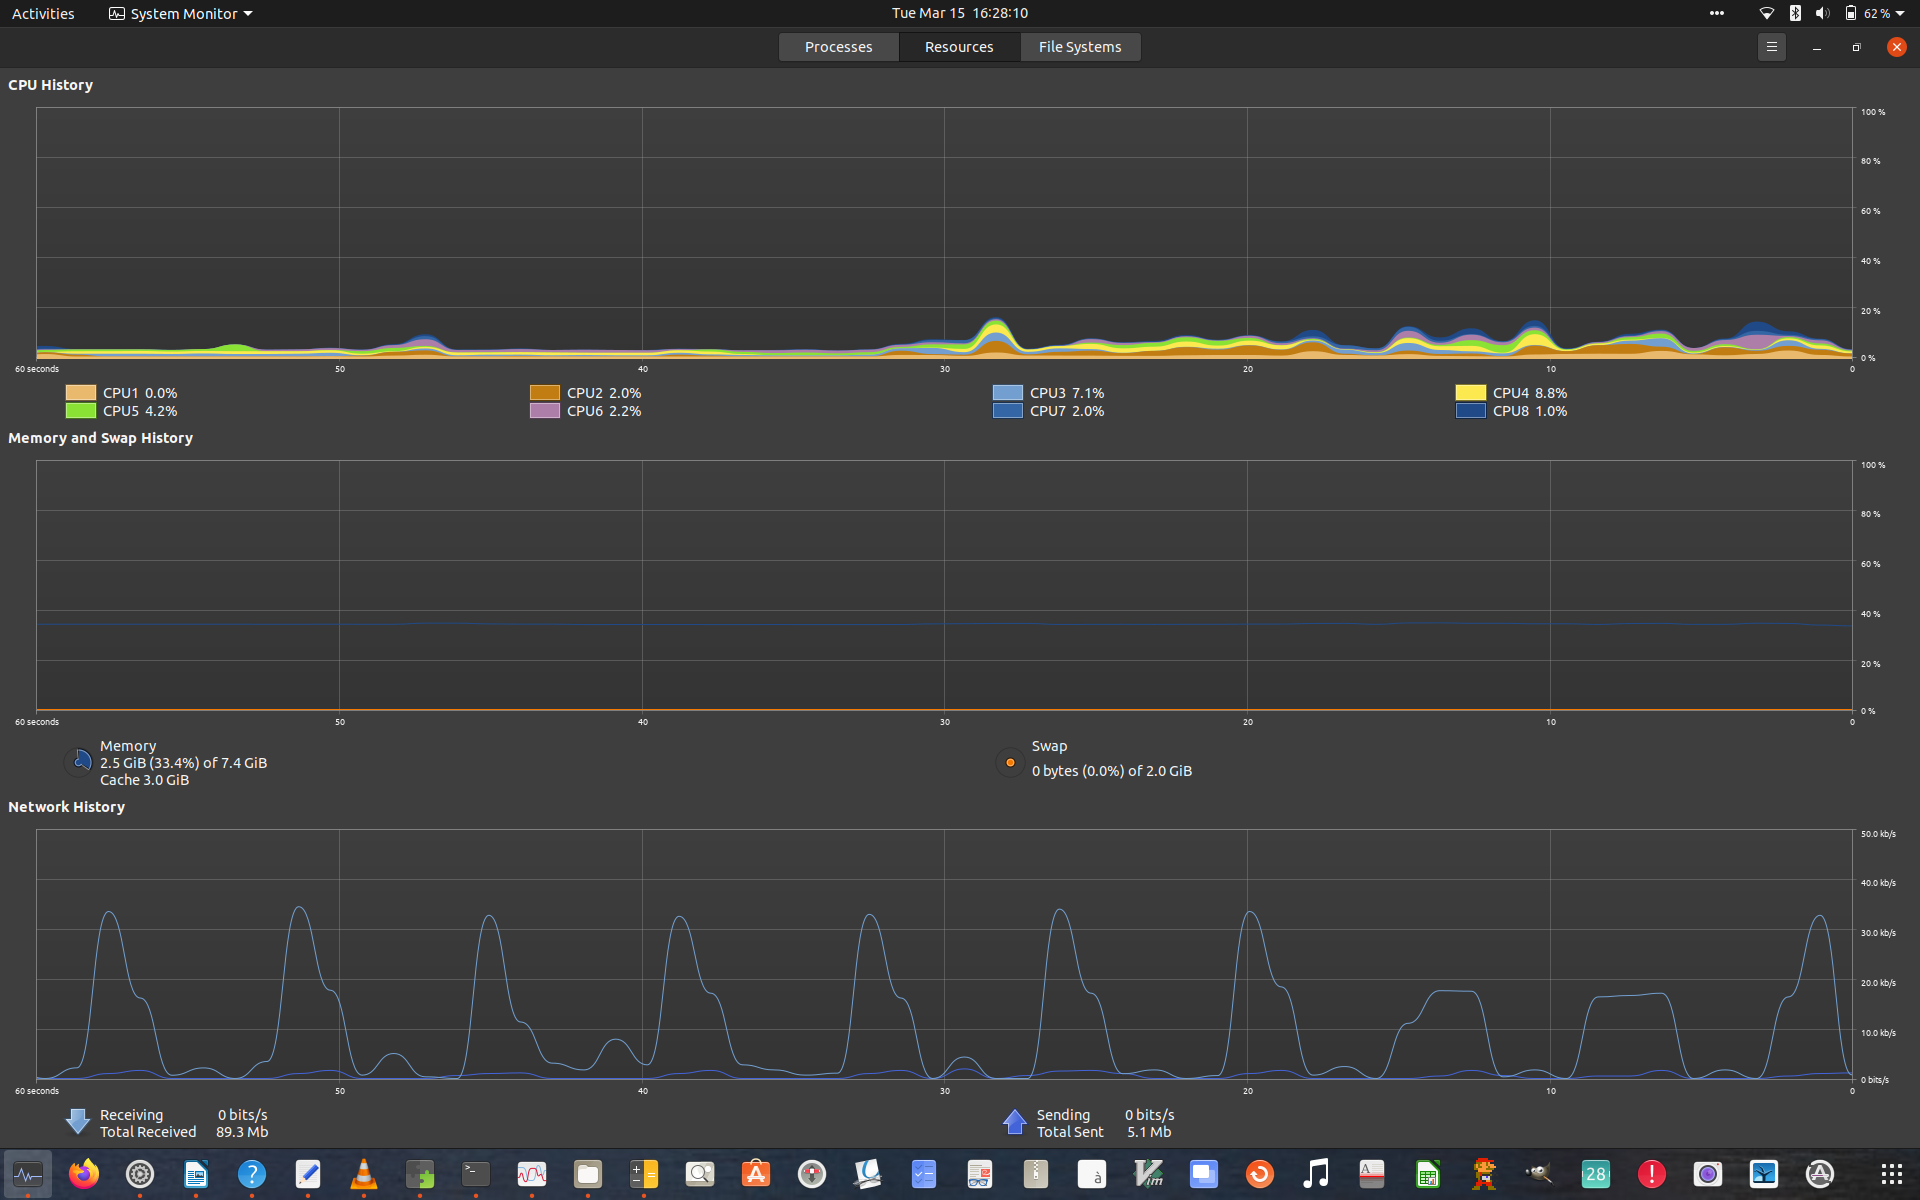 Activities System Monitor Tue Mar 15 16:28:10 62 %
Processes Resources File Systems
CPU History
100 %
80 %
60 %
40 %
20 %
0 %
60 seconds 50 40 30 20 10 0
CPU1 0.0% CPU2 2.0% CPU3 7.1% CPU4 8.8%
CPU5 4.2% CPU6 2.2% CPU7 2.0% CPU8 1.0%
Memory and Swap History
100 %
80 %
60 %
40 %
20 %
0 %
60 seconds 50 40 30 20 10 0
Memory
2.5 GiB (33.4%) of 7.4 GiB
Cache 3.0 GiB
Swap
0 bytes (0.0%) of 2.0 GiB
Network History
50.0 kb/s
40.0 kb/s
30.0 kb/s
20.0 kb/s
10.0 kb/s
0 bits/s
60 seconds 50 40 30 20 10 0
Receiving 0 bits/s
Total Received 89.3 Mb
Sending 0 bits/s
Total Sent 5.1 Mb
? >_ à Vim A 28 !